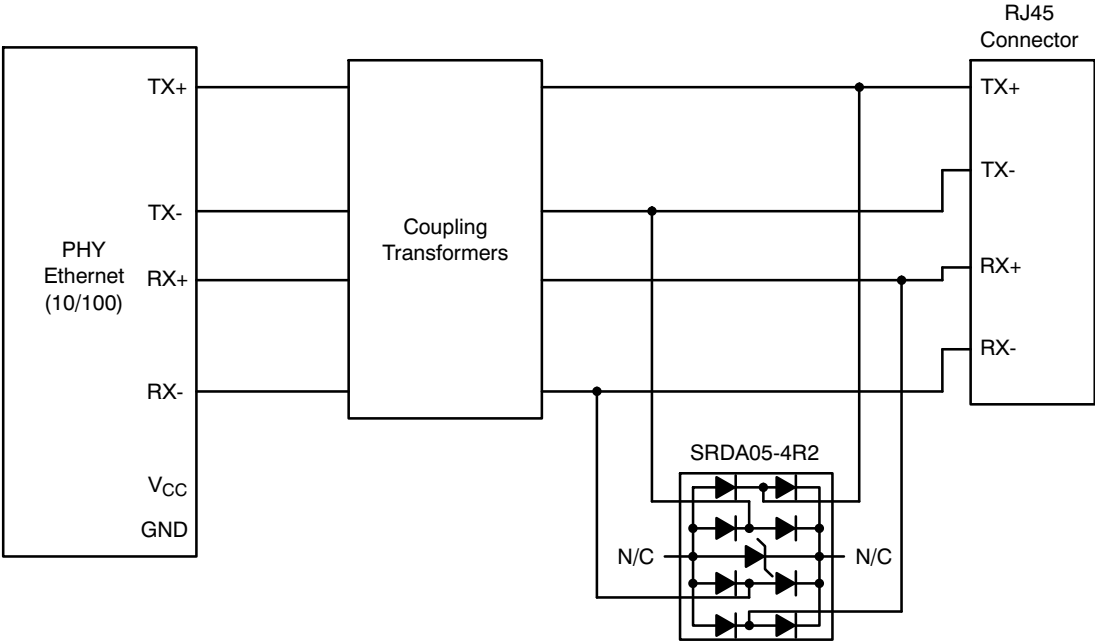 RJ45
Connector
TX+
TX-
RX+
RX-
V_CC
GND
PHY
Ethernet
(10/100)
Coupling
Transformers
TX+
TX-
RX+
RX-
SRDA05-4R2
N/C
N/C